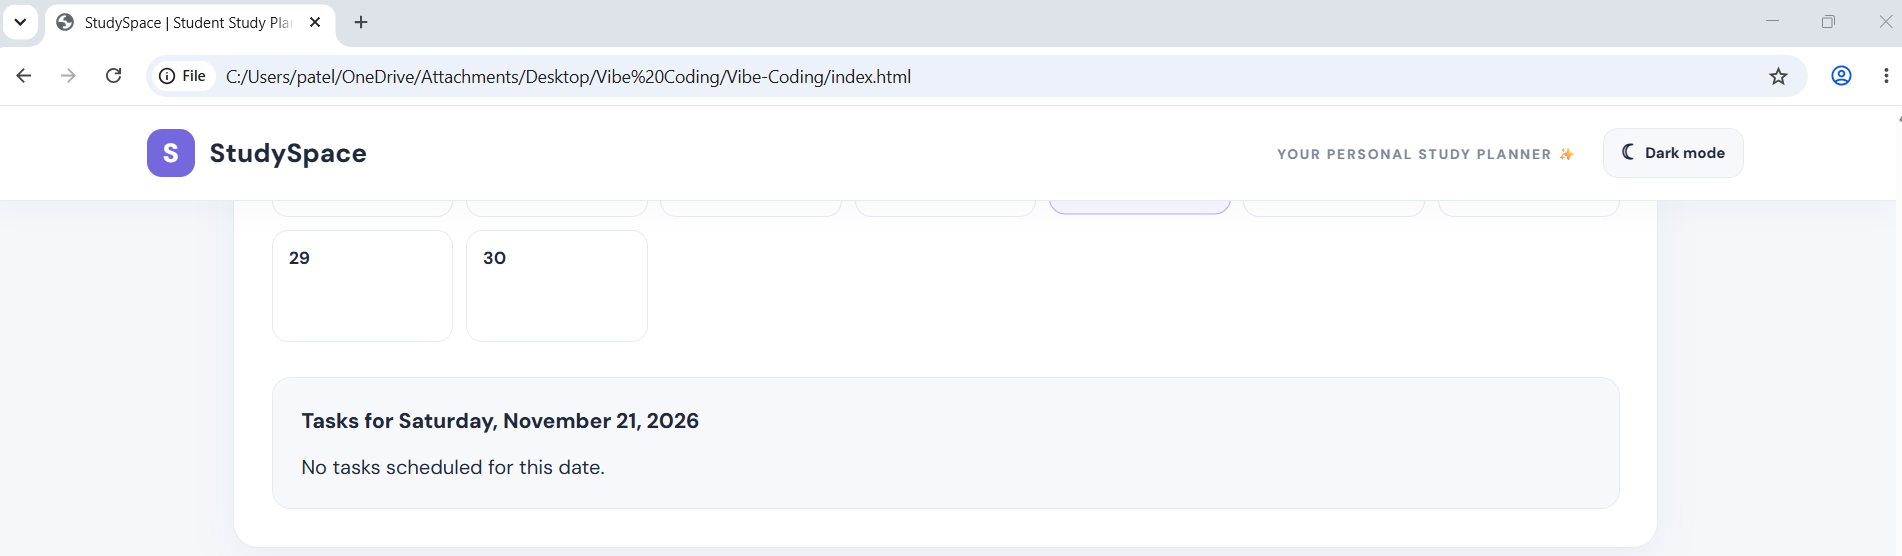 StudySpace | Student Study Pla
File
C:/Users/patel/OneDrive/Attachments/Desktop/Vibe%20Coding/Vibe-Coding/index.html
S
StudySpace
YOUR PERSONAL STUDY PLANNER ✨
Dark mode
29
30
Tasks for Saturday, November 21, 2026
No tasks scheduled for this date.